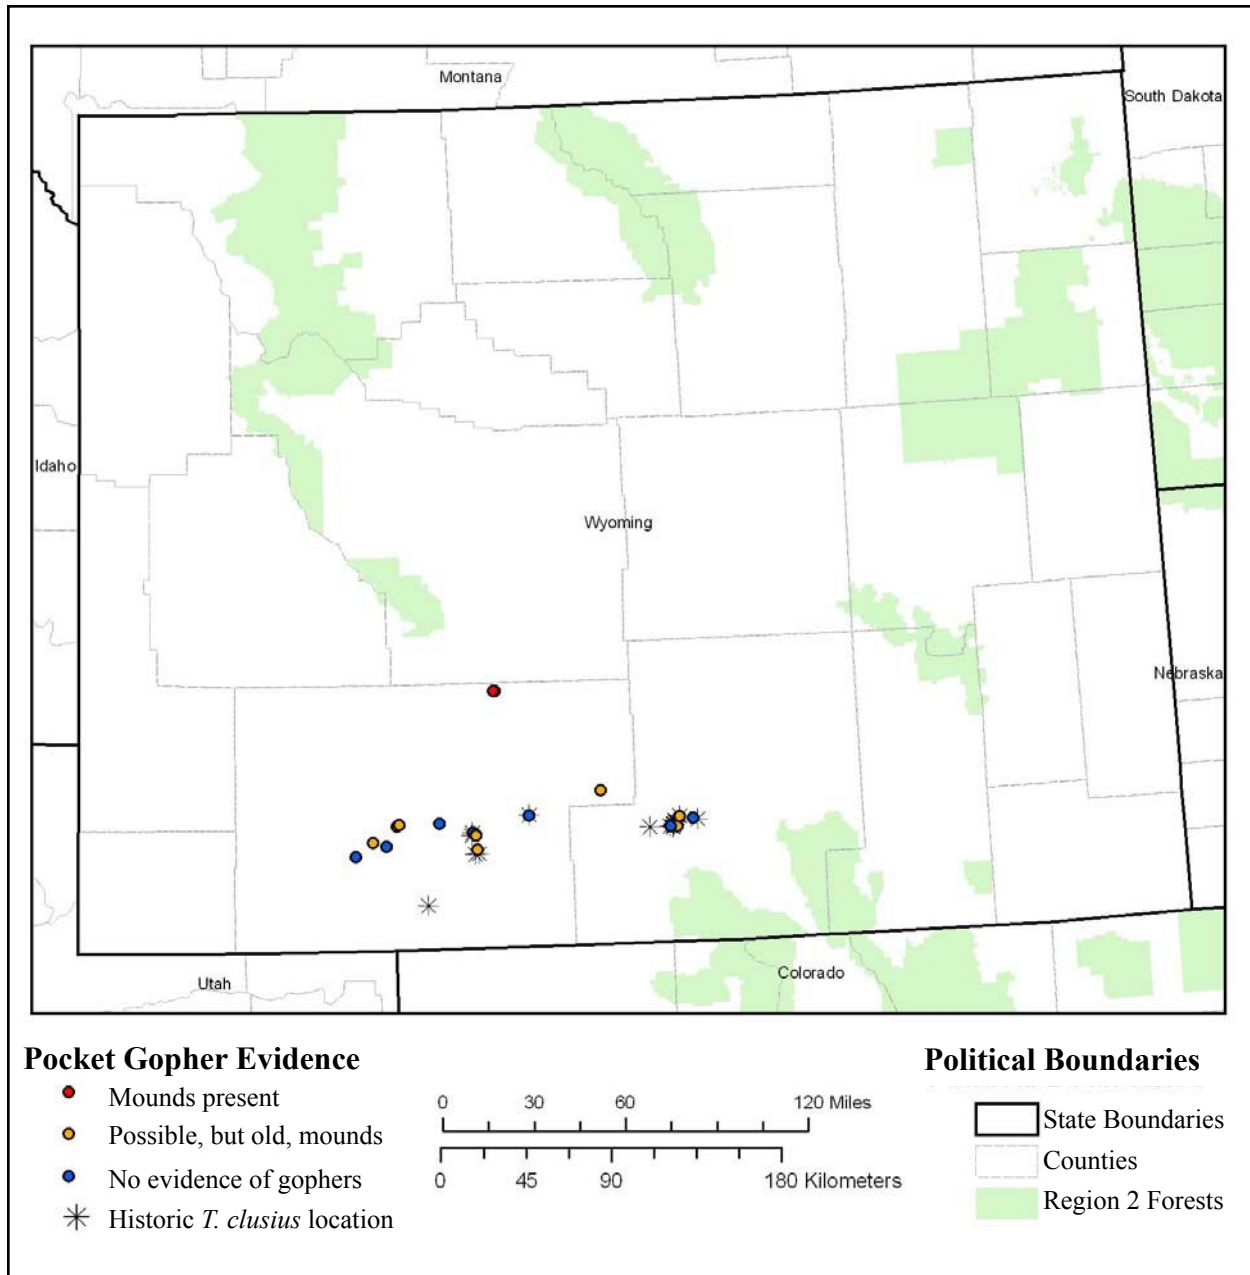 Montana
South Dakota
Idaho
Wyoming
Nebraska
Utah
Colorado
Pocket Gopher Evidence
Mounds present
Possible, but old, mounds
No evidence of gophers
Historic T. clusius location
0 30 60 120 Miles
0 45 90 180 Kilometers
Political Boundaries
State Boundaries
Counties
Region 2 Forests